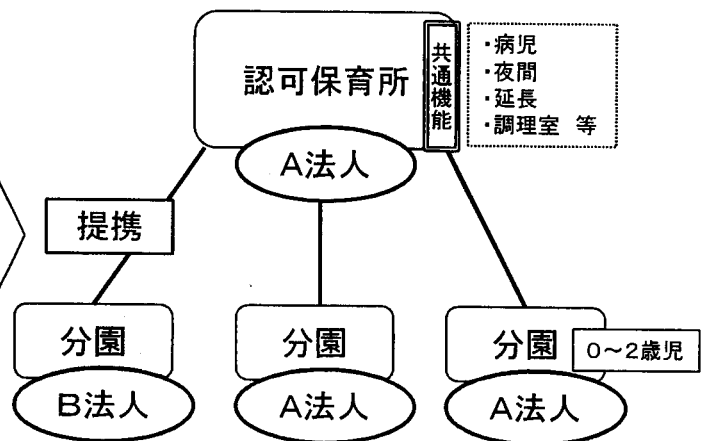 認可保育所
共通機能
・病児
・夜間
・延長
・調理室 等
A法人
提携
分園
B法人
分園
A法人
分園
0～2歳児
A法人